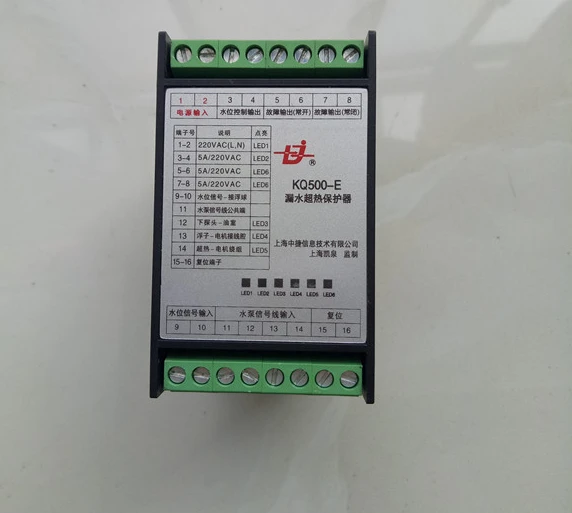 1 2 3 4 5 6 7 8
电源输入 水位控制输出 故障输出(常开) 故障输出(常闭)
端子号 说明 点亮
1-2 220VAC(L,N) LED1
3-4 5A/220VAC LED2
5-6 5A/220VAC LED6
7-8 5A/220VAC LED6
9-10 水位信号-接浮球
11 水泵信号线公共端
12 下探头-油室 LED3
13 浮子-电机接线腔 LED4
14 超热-电机绕组 LED5
15-16 复位端子
®
KQ500-E
漏水超热保护器
上海中捷信息技术有限公司
上海凯泉 监制
LED1 LED2 LED3 LED4 LED5 LED6
水位信号输入 水泵信号线输入 复位
9 10 11 12 13 14 15 16